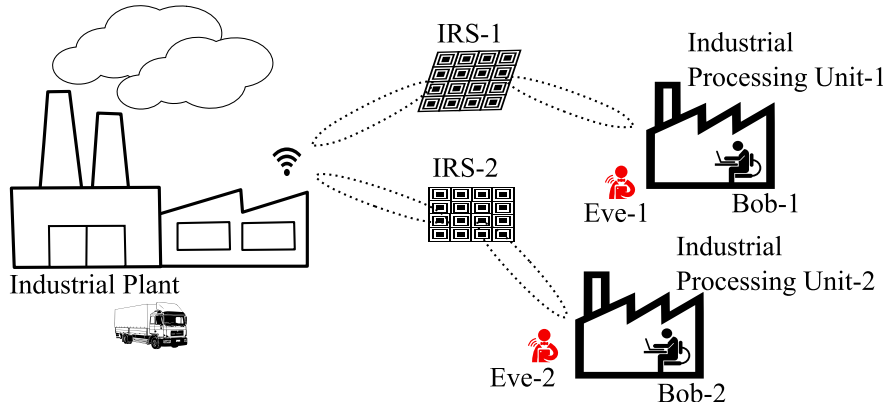 IRS-1
Industrial
Processing Unit-1
IRS-2
Eve-1
Bob-1
Industrial Plant
Industrial
Processing Unit-2
Eve-2
Bob-2